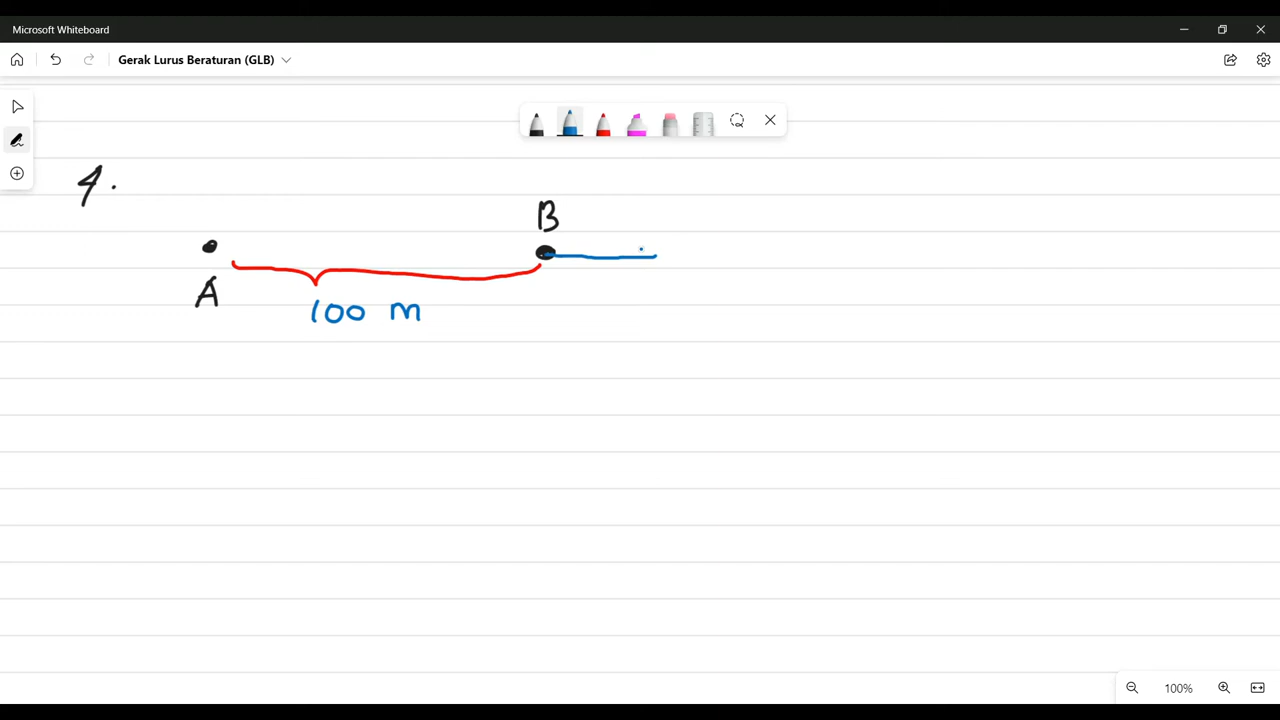 Microsoft Whiteboard
Gerak Lurus Beraturan (GLB)
4.
B
A
100 m
100%